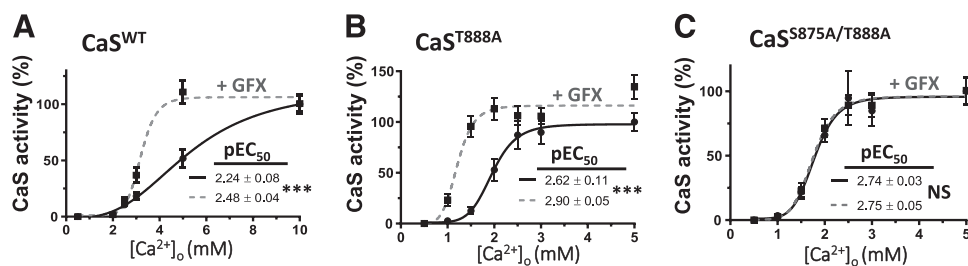 A
CaS^WT
CaS activity (%)
100
50
0
0 2 4 6 8 10
[Ca²⁺]ₒ (mM)
+ GFX
pEC₅₀
2.24 ± 0.08
2.48 ± 0.04
***
B
CaS^T888A
CaS activity (%)
150
100
50
0
0 1 2 3 4 5
[Ca²⁺]ₒ (mM)
+ GFX
pEC₅₀
2.62 ± 0.11
2.90 ± 0.05
***
C
CaS^S875A/T888A
CaS activity (%)
100
50
0
0 1 2 3 4 5
[Ca²⁺]ₒ (mM)
+ GFX
pEC₅₀
2.74 ± 0.03
2.75 ± 0.05
NS